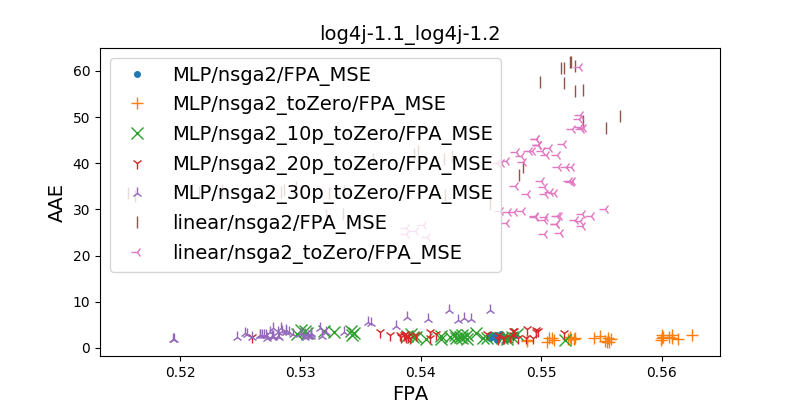 log4j-1.1_log4j-1.2
60
50
40
30
20
10
0
AAE
MLP/nsga2/FPA_MSE
MLP/nsga2_toZero/FPA_MSE
MLP/nsga2_10p_toZero/FPA_MSE
MLP/nsga2_20p_toZero/FPA_MSE
MLP/nsga2_30p_toZero/FPA_MSE
linear/nsga2/FPA_MSE
linear/nsga2_toZero/FPA_MSE
0.52 0.53 0.54 0.55 0.56
FPA